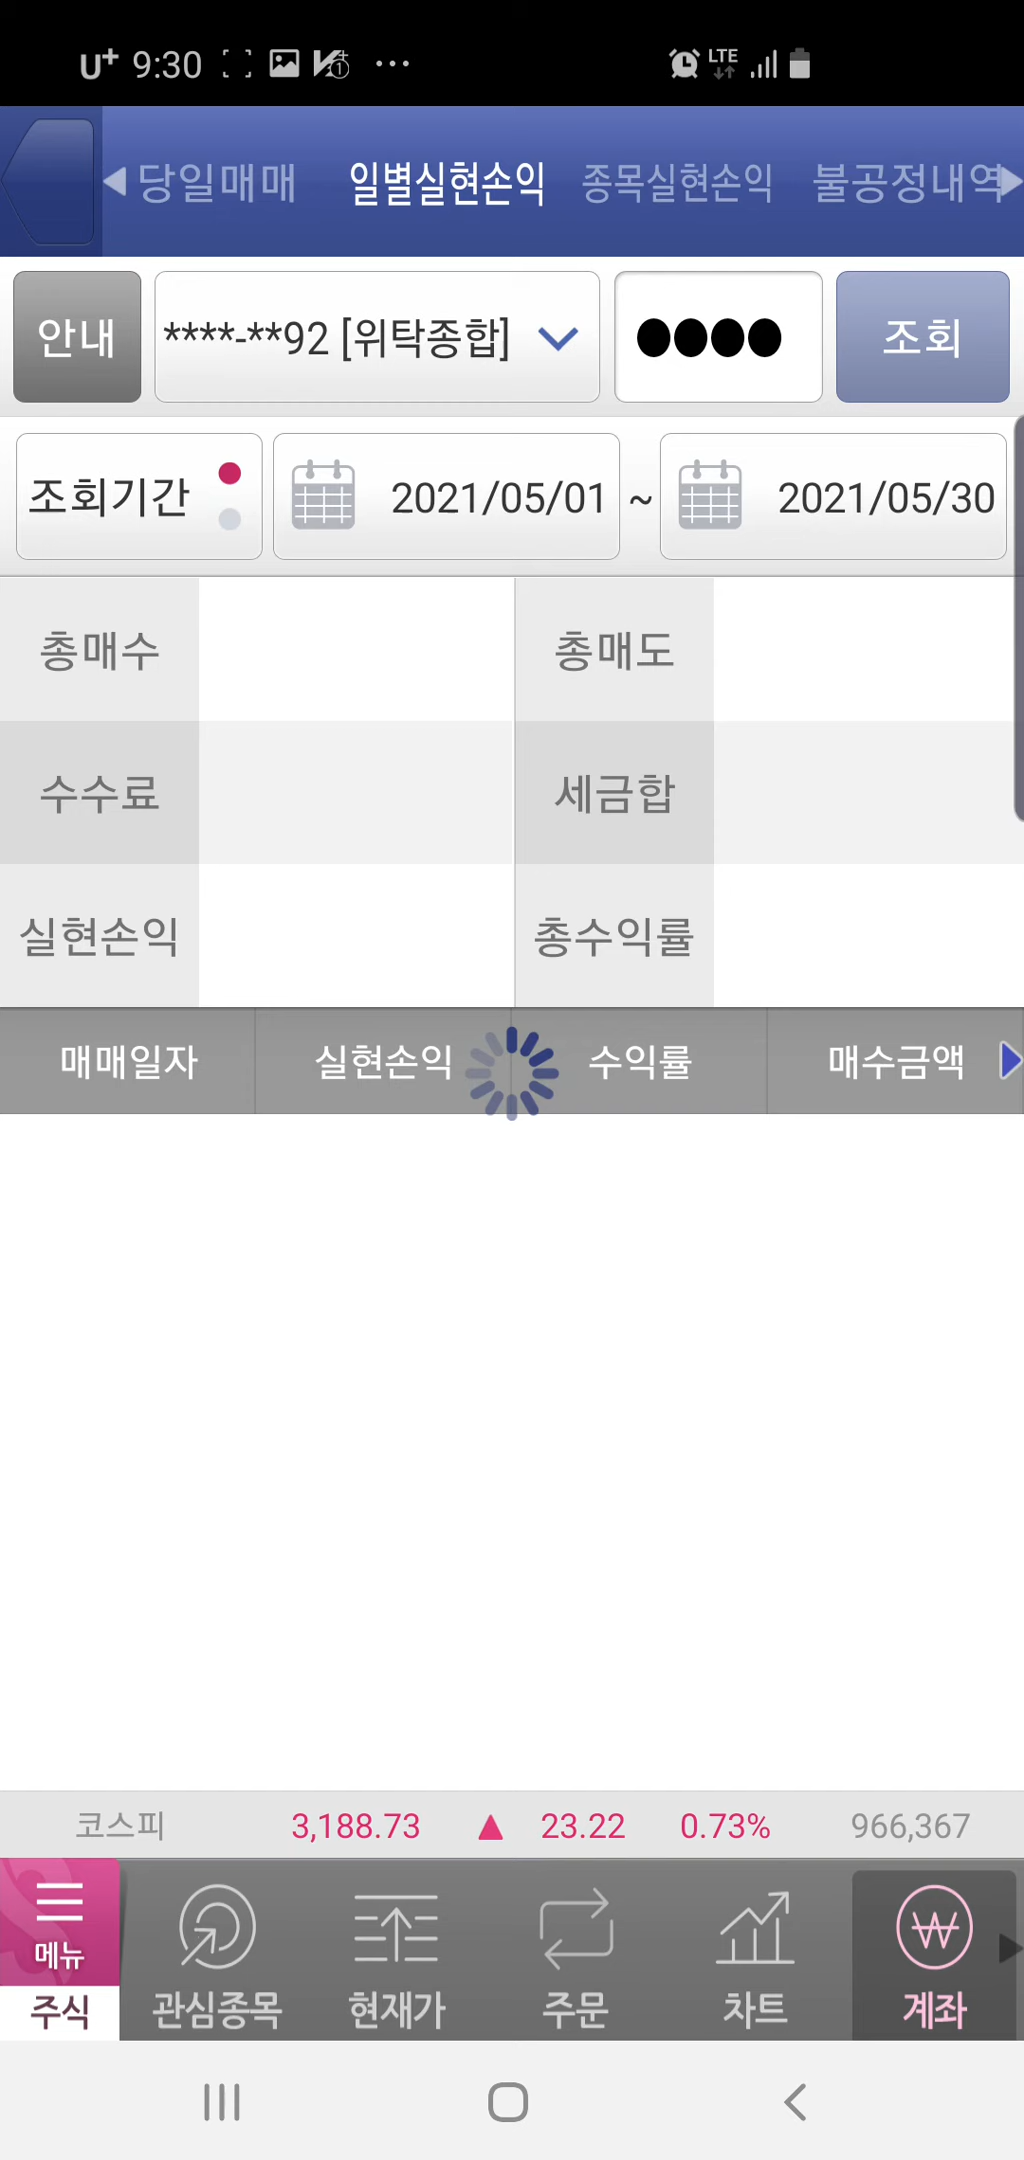 U+ 9:30 ... LTE
당일매매 일별실현손익 종목실현손익 불공정내역
안내 ****-**92 [위탁종합] ●●●● 조회
조회기간 2021/05/01 ~ 2021/05/30
총매수 총매도
수수료 세금합
실현손익 총수익률
매매일자 실현손익 수익률 매수금액
코스피 3,188.73 ▲ 23.22 0.73% 966,367
메뉴
주식 관심종목 현재가 주문 차트 계좌